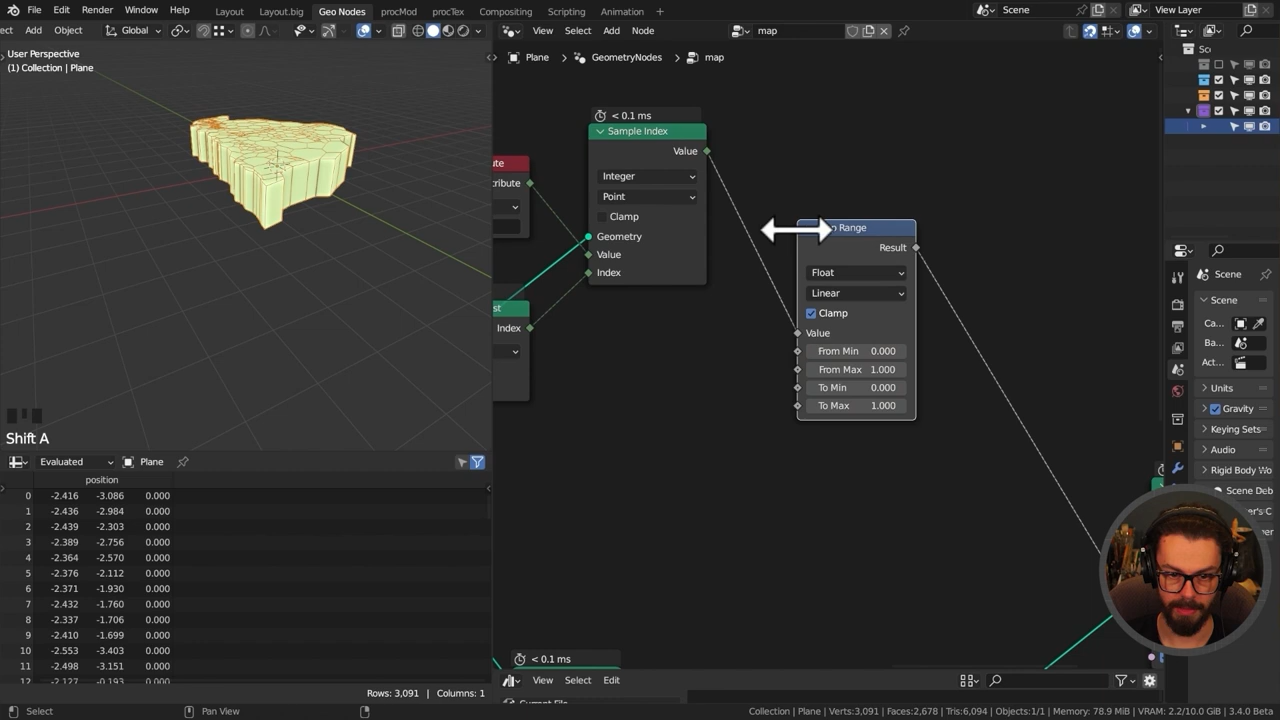 File Edit Render Window Help Layout Layout.big Geo Nodes procMod procTex Compositing Scripting Animation Scene View Layer
ect Add Object Global View Select Add Node map
User Perspective
(1) Collection | Plane
Plane GeometryNodes map
< 0.1 ms
Sample Index
Value
Integer
Point
Clamp
Geometry
Value
Index
ute
tribute
st
Index
Range
Result
Float
Linear
Clamp
Value
From Min 0.000
From Max 1.000
To Min 0.000
To Max 1.000
Shift A
Evaluated Plane
position
0 -2.416 -3.086 0.000
1 -2.436 -2.984 0.000
2 -2.439 -2.303 0.000
3 -2.389 -2.756 0.000
4 -2.364 -2.570 0.000
5 -2.376 -2.112 0.000
6 -2.371 -1.930 0.000
7 -2.432 -1.760 0.000
8 -2.337 -1.706 0.000
9 -2.410 -1.699 0.000
10 -2.553 -3.403 0.000
11 -2.498 -3.151 0.000
12 -2.127 -0.193 0.000
Rows: 3,091 | Columns: 1
< 0.1 ms
View Select Edit
Scene
Scene
Ca...
Ba...
Act...
Units
Gravity
Keying Sets
Audio
Rigid Body Wo
Scene Deb
Select Pan View
Collection | Plane | Verts:3,091 | Faces:2,678 | Tris:6,094 | Objects:1/1 | Memory: 78.9 MiB | VRAM: 2.2/10.0 GiB | 3.4.0 Beta